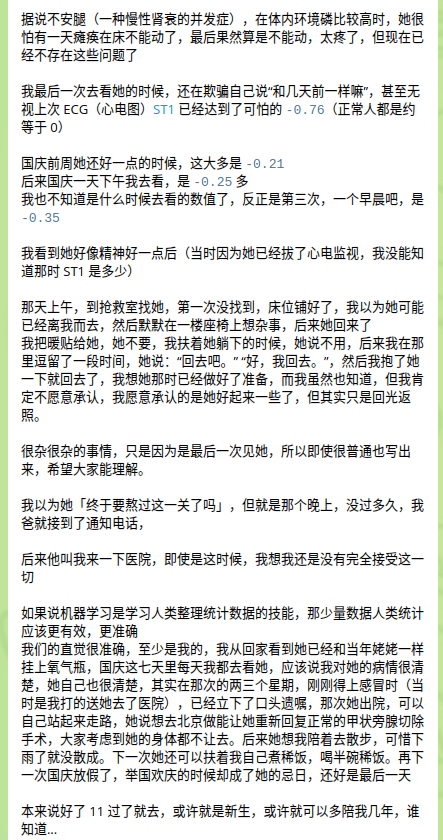 据说不安腿（一种慢性肾衰的并发症），在体内环境磷比较高时，她很
怕有一天瘫痪在床不能动了，最后果然算是不能动，太疼了，但现在已
经不存在这些问题了
我最后一次去看她的时候，还在欺骗自己说“和几天前一样嘛”，甚至无
视上次 ECG（心电图）ST1 已经达到了可怕的 -0.76（正常人都是约
等于 0）
国庆前周她还好一点的时候，这大多是 -0.21
后来国庆一天下午我去看，是 -0.25 多
我也不知道是什么时候去看的数值了，反正是第三次，一个早晨吧，是
-0.35
我看到她好像精神好一点后（当时因为她已经拔了心电监视，我没能知
道那时 ST1 是多少）
那天上午，到抢救室找她，第一次没找到，床位铺好了，我以为她可能
已经离我而去，然后默默在一楼座椅上想杂事，后来她回来了
我把暖贴给她，她不要，我扶着她躺下的时候，她说不用，后来我在那
里逗留了一段时间，她说：“回去吧。”“好，我回去。”，然后我抱了她
一下就回去了，我想她那时已经做好了准备，而我虽然也知道，但我肯
定不愿意承认，我愿意承认的是她好起来一些了，但其实只是回光返
照。
很杂很杂的事情，只是因为是最后一次见她，所以即使很普通也写出
来，希望大家能理解。
我以为她「终于要熬过这一关了吗」，但就是那个晚上，没过多久，我
爸就接到了通知电话，
后来他叫我来一下医院，即使是这时候，我想我还是没有完全接受这一
切
如果说机器学习是学习人类整理统计数据的技能，那少量数据人类统计
应该更有效，更准确
我们的直觉很准确，至少是我的，我从回家看到她已经和当年姥姥一样
挂上氧气瓶，国庆这七天里每天我都去看她，应该说我对她的病情很清
楚，她自己也很清楚，其实在那次的两三个星期，刚刚得上感冒时（当
时是我打的送她去了医院），已经立下了口头遗嘱，那次她出院，可以
自己站起来走路，她说想去北京做能让她重新回复正常的甲状旁腺切除
手术，大家考虑到她的身体都不让去。后来她想我陪着去散步，可惜下
雨了就没散成。下一次她还可以扶着我自己煮稀饭，喝半碗稀饭。再下
一次国庆放假了，举国欢庆的时候却成了她的忌日，还好是最后一天
本来说好了 11 过了就去，或许就是新生，或许就可以多陪我几年，谁
知道...